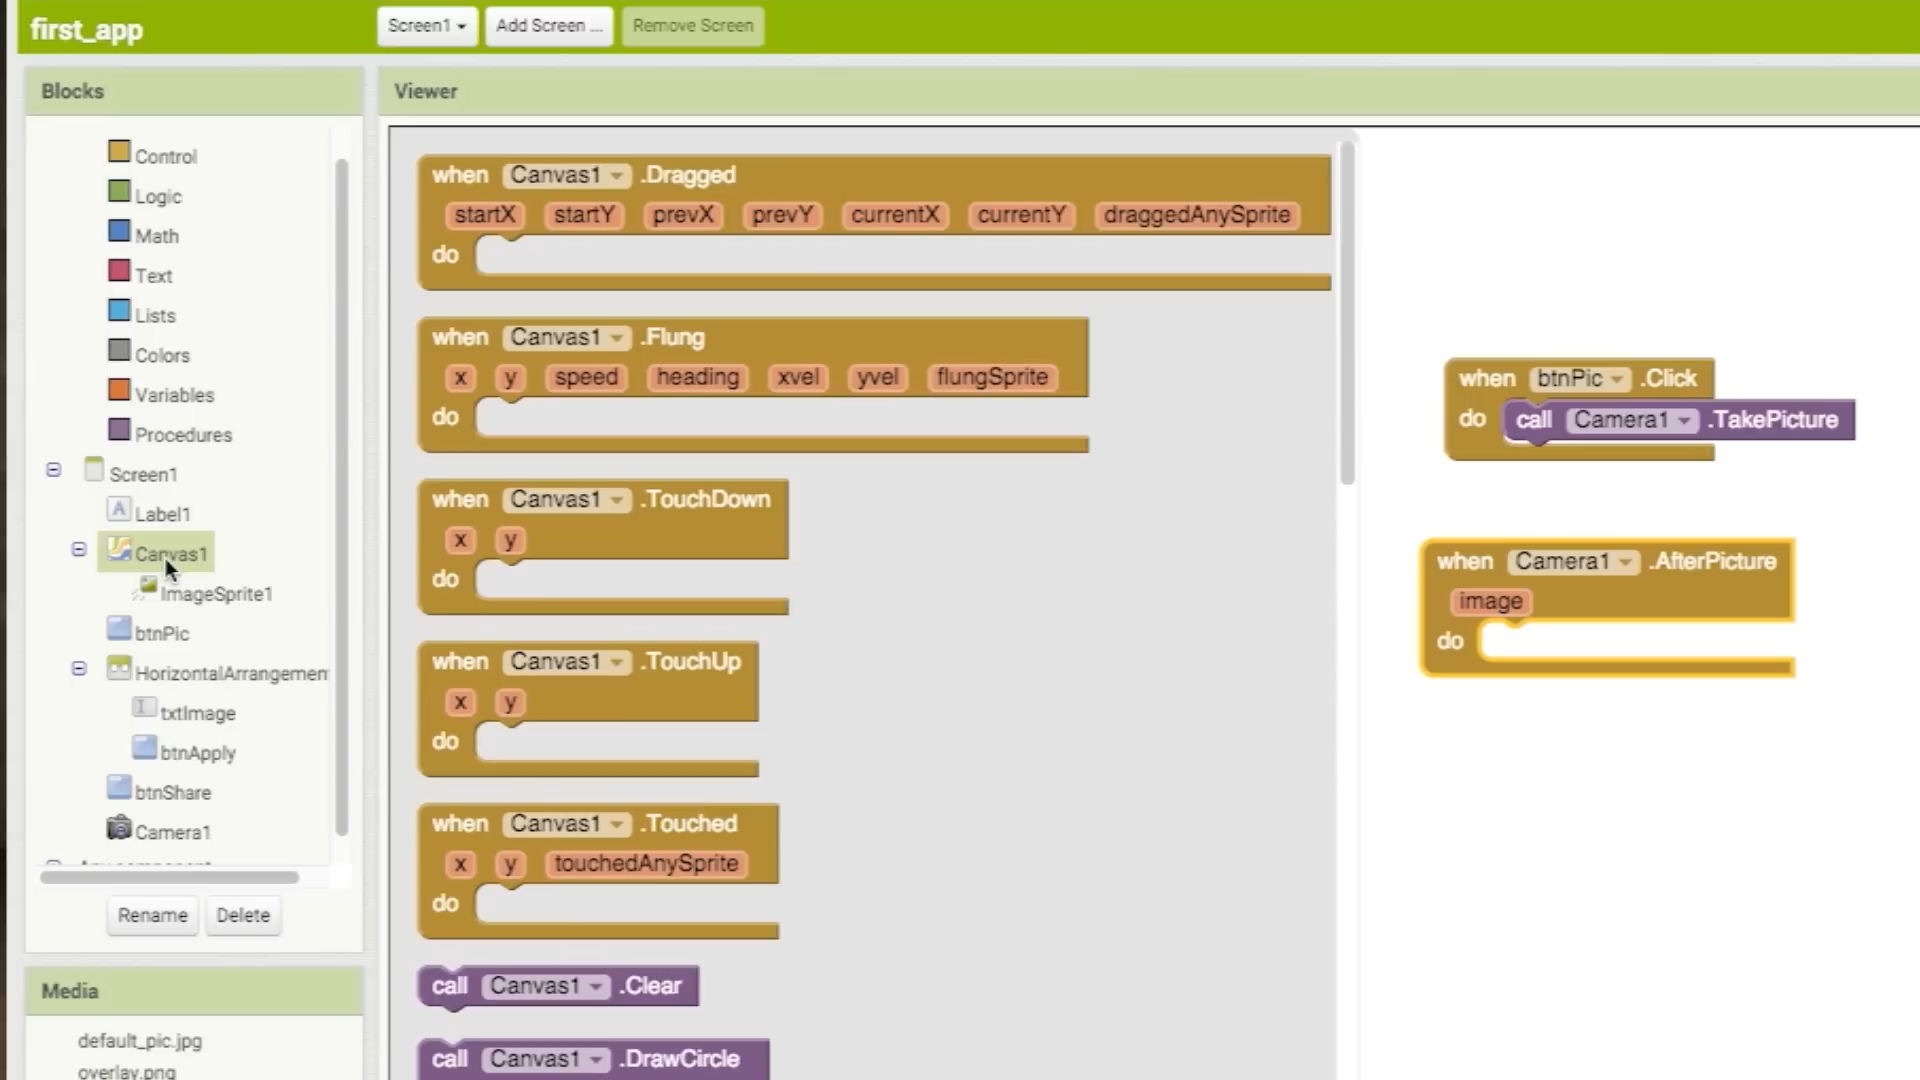 first_app
Screen1
Add Screen ...
Remove Screen
Blocks
Viewer
Control
Logic
Math
Text
Lists
Colors
Variables
Procedures
Screen1
Label1
Canvas1
ImageSprite1
btnPic
HorizontalArrangemen
txtImage
btnApply
btnShare
Camera1
Rename
Delete
Media
default_pic.jpg
overlay.png
when Canvas1 .Dragged
startX startY prevX prevY currentX currentY draggedAnySprite
do
when Canvas1 .Flung
x y speed heading xvel yvel flungSprite
do
when Canvas1 .TouchDown
x y
do
when Canvas1 .TouchUp
x y
do
when Canvas1 .Touched
x y touchedAnySprite
do
call Canvas1 .Clear
call Canvas1 .DrawCircle
when btnPic .Click
do call Camera1 .TakePicture
when Camera1 .AfterPicture
image
do